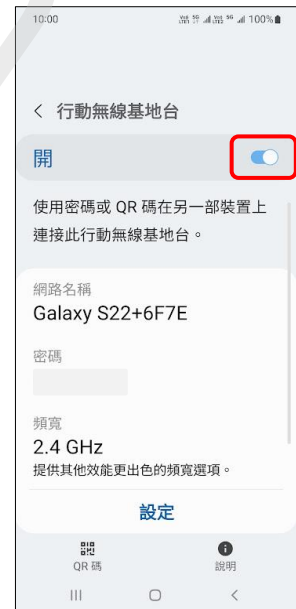 10:00
100%
行動無線基地台
開
使用密碼或 QR 碼在另一部裝置上
連接此行動無線基地台。
網路名稱
Galaxy S22+6F7E
密碼
頻寬
2.4 GHz
提供其他效能更出色的頻寬選項。
設定
QR 碼
說明